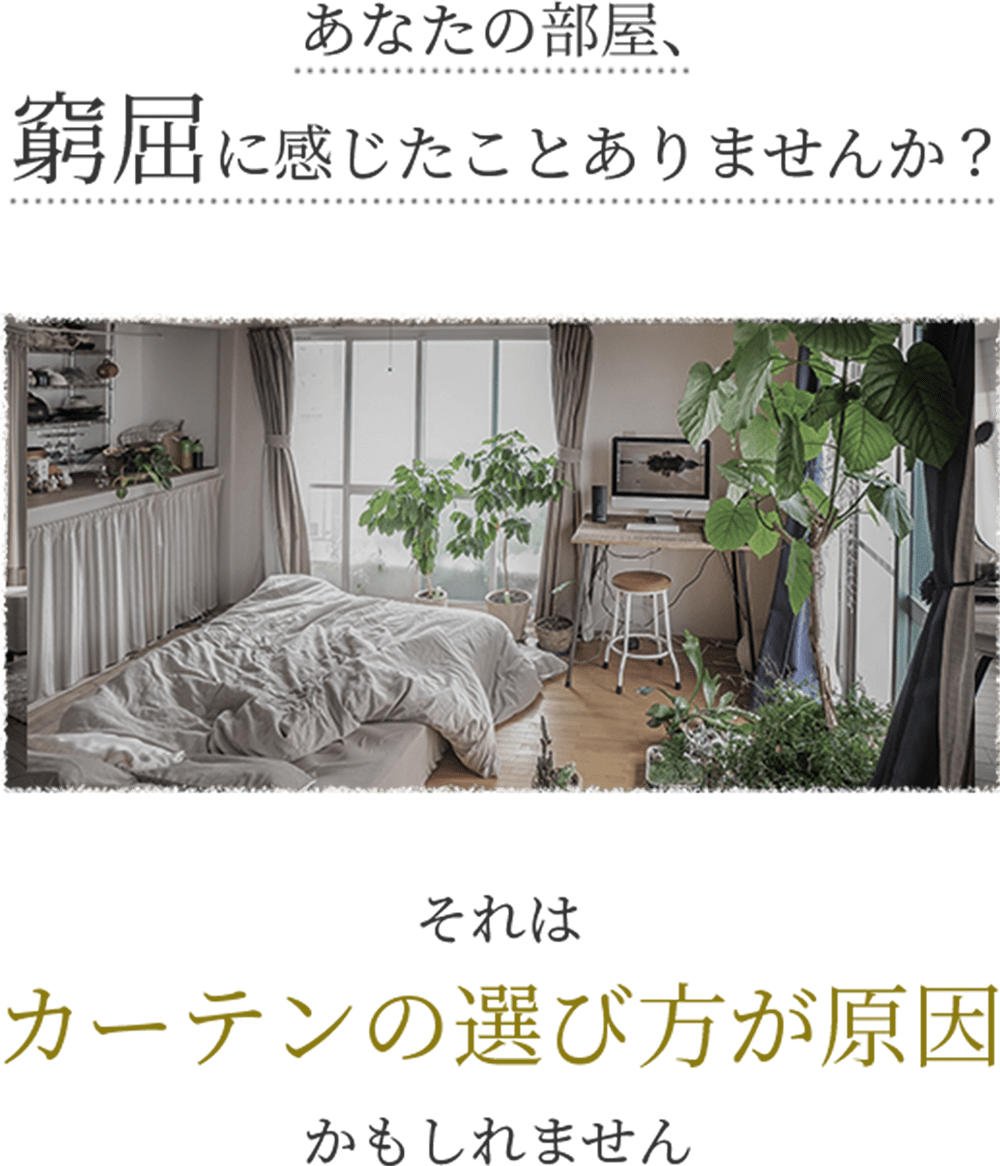 あなたの部屋、
窮屈に感じたことありませんか？
それは
カーテンの選び方が原因
かもしれません